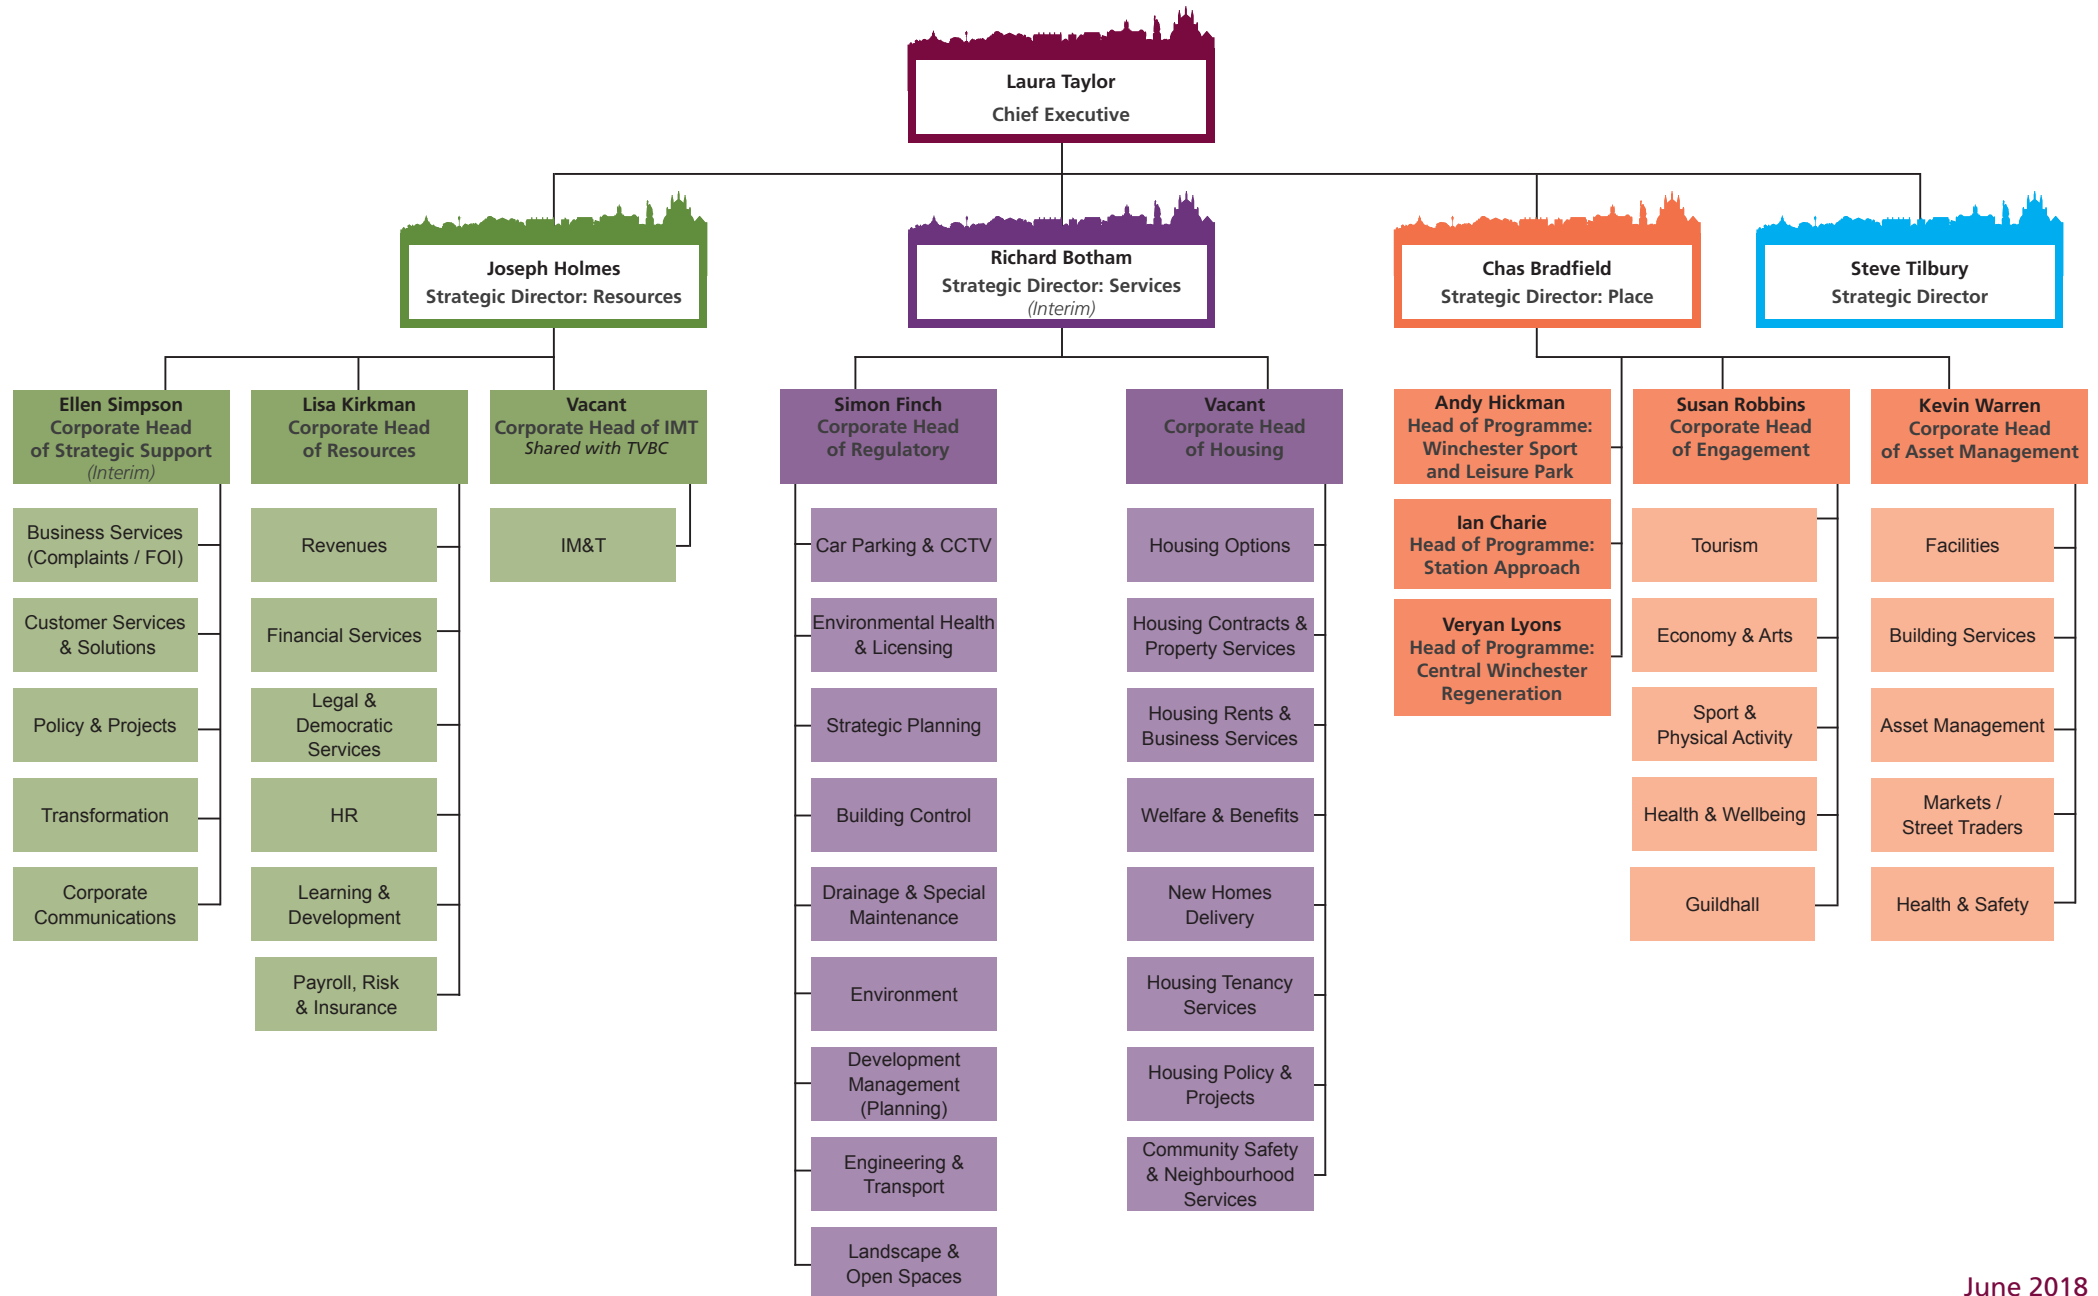 Laura Taylor
Chief Executive
Joseph Holmes
Strategic Director: Resources
Richard Botham
Strategic Director: Services
(Interim)
Chas Bradfield
Strategic Director: Place
Steve Tilbury
Strategic Director
Ellen Simpson
Corporate Head
of Strategic Support
(Interim)
Business Services
(Complaints / FOI)
Customer Services
& Solutions
Policy & Projects
Transformation
Corporate
Communications
Lisa Kirkman
Corporate Head
of Resources
Revenues
Financial Services
Legal &
Democratic
Services
HR
Learning &
Development
Payroll, Risk
& Insurance
Vacant
Corporate Head of IMT
Shared with TVBC
IM&T
Simon Finch
Corporate Head
of Regulatory
Car Parking & CCTV
Environmental Health
& Licensing
Strategic Planning
Building Control
Drainage & Special
Maintenance
Environment
Development
Management
(Planning)
Engineering &
Transport
Landscape &
Open Spaces
Vacant
Corporate Head
of Housing
Housing Options
Housing Contracts &
Property Services
Housing Rents &
Business Services
Welfare & Benefits
New Homes
Delivery
Housing Tenancy
Services
Housing Policy &
Projects
Community Safety
& Neighbourhood
Services
Andy Hickman
Head of Programme:
Winchester Sport
and Leisure Park
Ian Charie
Head of Programme:
Station Approach
Veryan Lyons
Head of Programme:
Central Winchester
Regeneration
Susan Robbins
Corporate Head
of Engagement
Tourism
Economy & Arts
Sport &
Physical Activity
Health & Wellbeing
Guildhall
Kevin Warren
Corporate Head
of Asset Management
Facilities
Building Services
Asset Management
Markets /
Street Traders
Health & Safety
June 2018